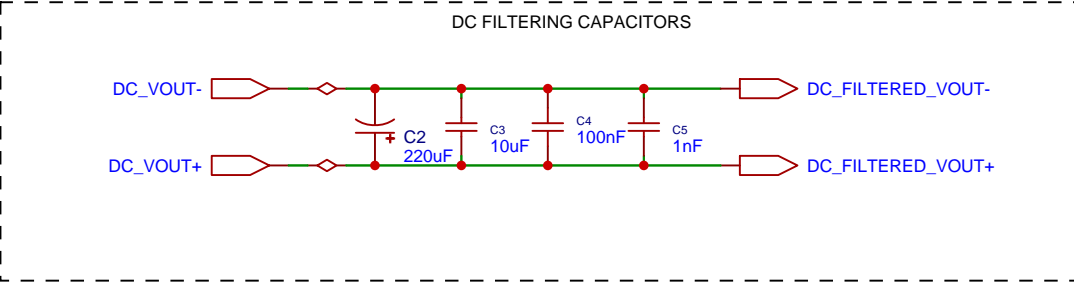 DC FILTERING CAPACITORS
DC_VOUT-
DC_FILTERED_VOUT-
+
C2
220uF
C3
10uF
C4
100nF
C5
1nF
DC_VOUT+
DC_FILTERED_VOUT+